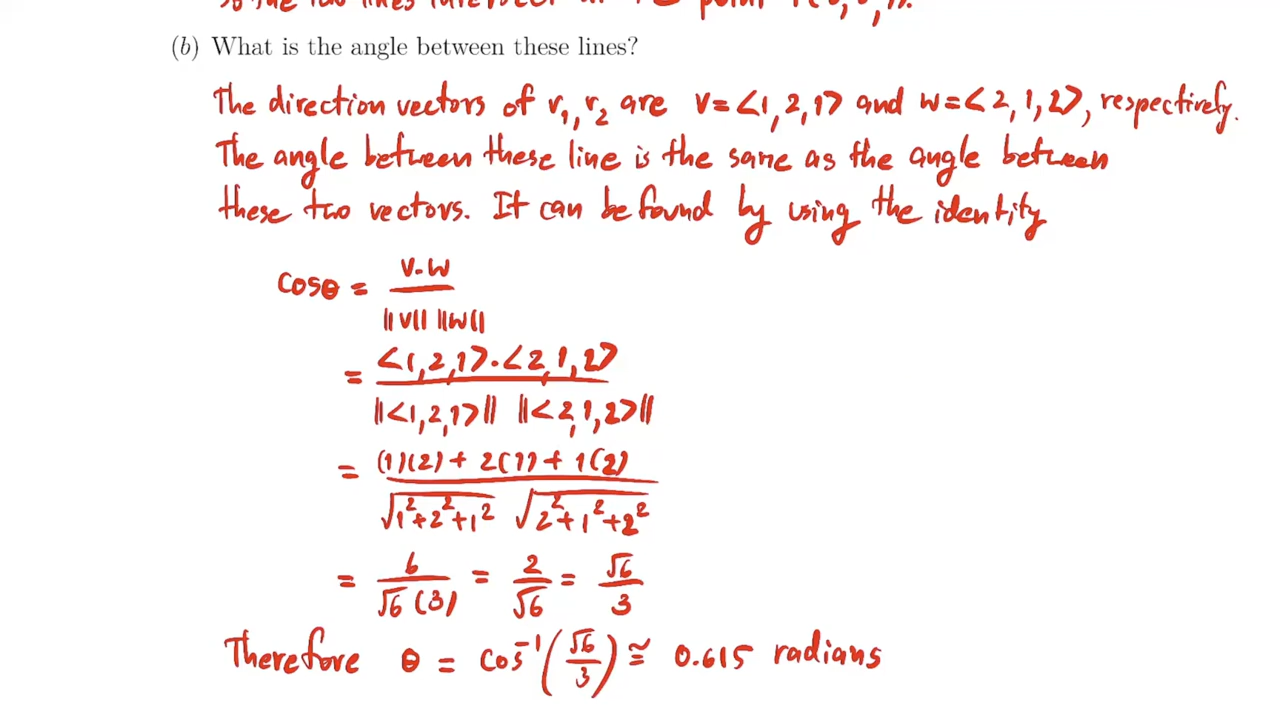 (b) What is the angle between these lines?
The direction vectors of r₁, r₂ are v=<1,2,1> and w=<2,1,2>, respectively.
The angle between these line is the same as the angle between
these two vectors. It can be found by using the identity
cosθ = v·w / ||v|| ||w||
= <1,2,1>·<2,1,2> / ||<1,2,1>|| ||<2,1,2>||
= (1)(2) + 2(1) + 1(2) / √(1²+2²+1²) √(2²+1²+2²)
= 6 / √6 (3) = 2 / √6 = √6 / 3
Therefore θ = cos⁻¹(√6 / 3) ≅ 0.615 radians